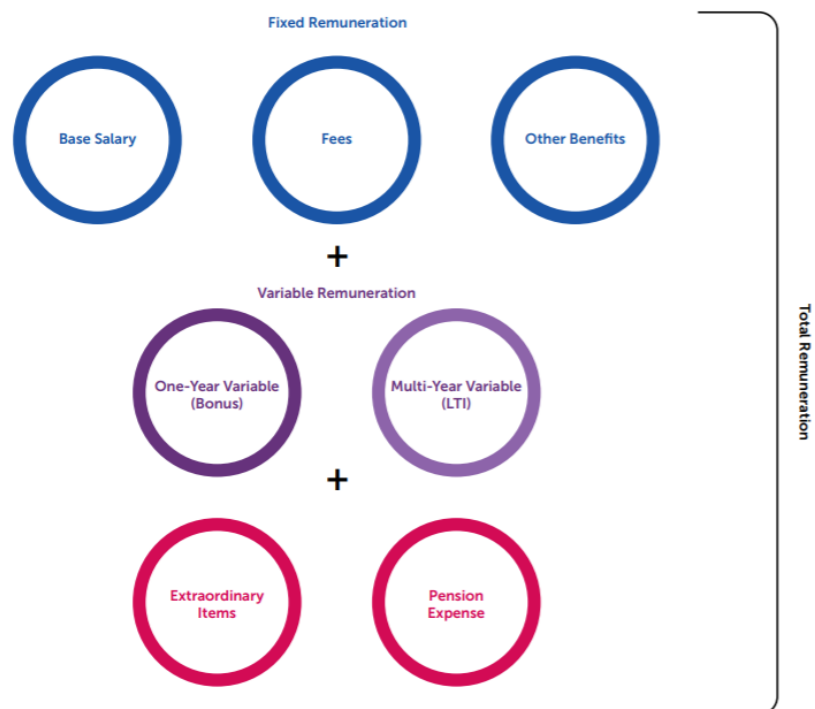 Fixed Remuneration
Base Salary
Fees
Other Benefits
+
Variable Remuneration
One-Year Variable
(Bonus)
Multi-Year Variable
(LTI)
+
Extraordinary
Items
Pension
Expense
Total Remuneration